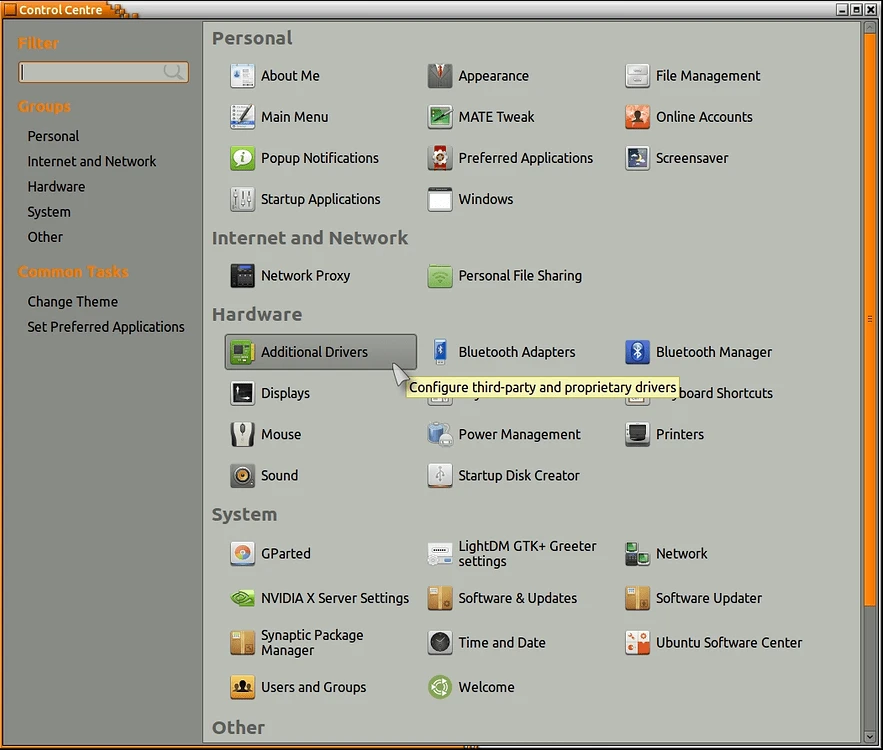 Control Centre
Filter
Groups
Personal
Internet and Network
Hardware
System
Other
Common Tasks
Change Theme
Set Preferred Applications
Personal
About Me
Appearance
File Management
Main Menu
MATE Tweak
Online Accounts
Popup Notifications
Preferred Applications
Screensaver
Startup Applications
Windows
Internet and Network
Network Proxy
Personal File Sharing
Hardware
Additional Drivers
Bluetooth Adapters
Bluetooth Manager
Configure third-party and proprietary drivers
Displays
board Shortcuts
Mouse
Power Management
Printers
Sound
Startup Disk Creator
System
GParted
LightDM GTK+ Greeter
settings
Network
NVIDIA X Server Settings
Software & Updates
Software Updater
Synaptic Package
Manager
Time and Date
Ubuntu Software Center
Users and Groups
Welcome
Other